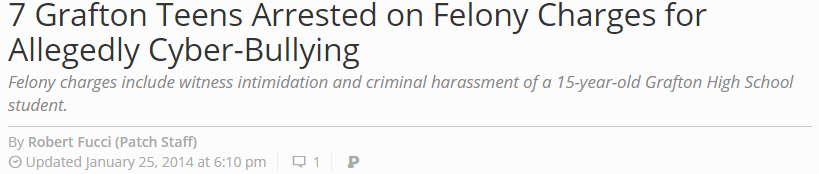 7 Grafton Teens Arrested on Felony Charges for
Allegedly Cyber-Bullying
Felony charges include witness intimidation and criminal harassment of a 15-year-old Grafton High School
student.
By Robert Fucci (Patch Staff)
Updated January 25, 2014 at 6:10 pm 1